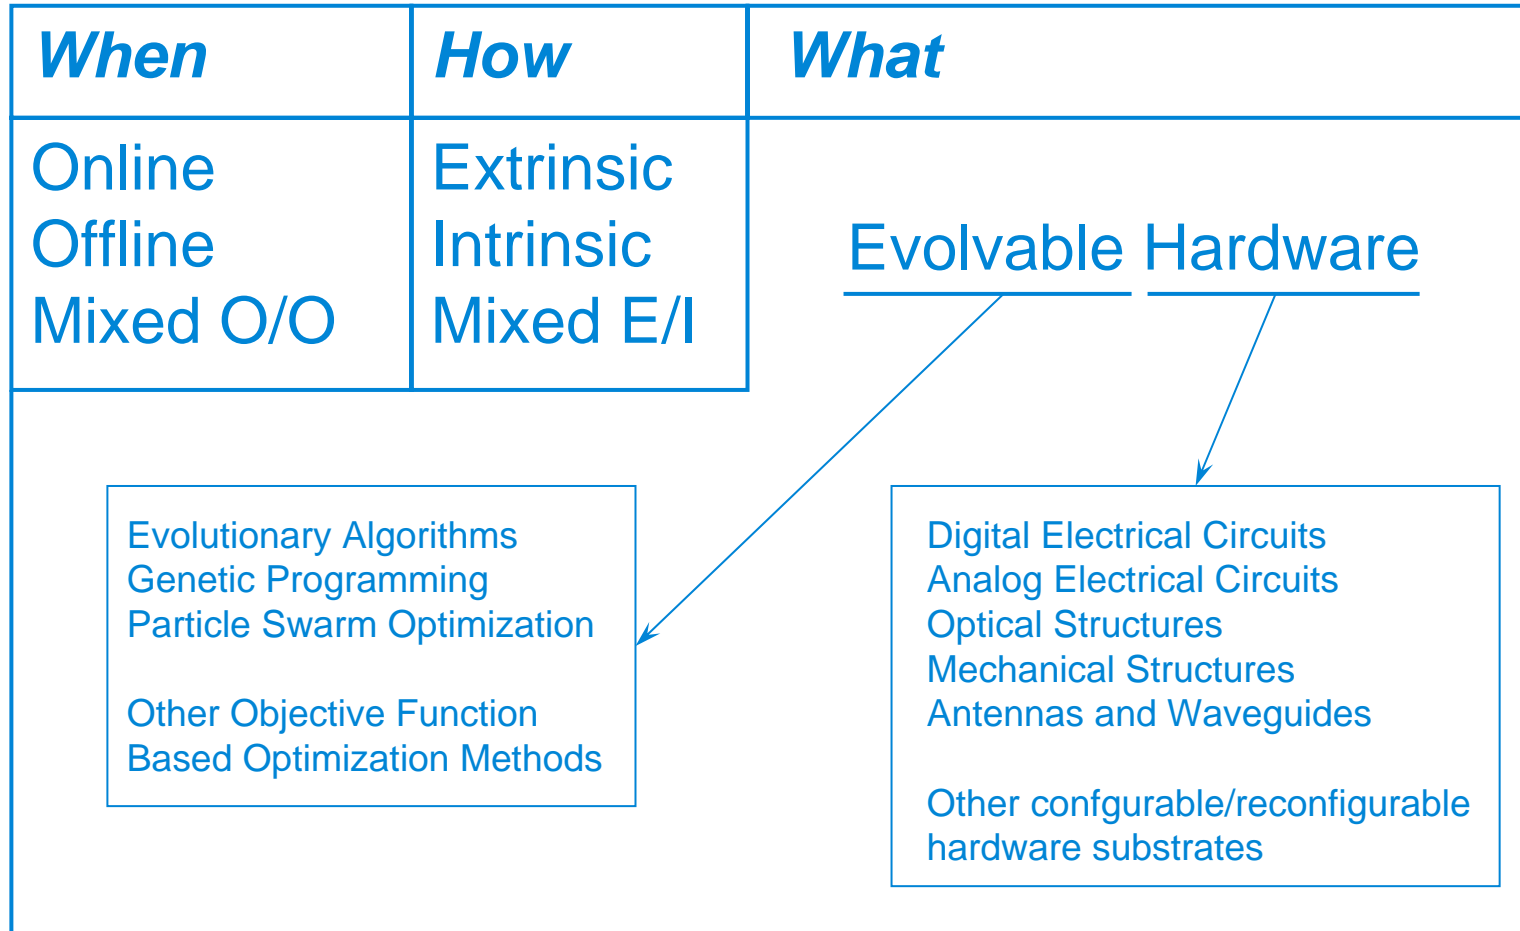 When
How
What
Online
Offline
Mixed O/O
Extrinsic
Intrinsic
Mixed E/I
Evolvable Hardware
Evolutionary Algorithms
Genetic Programming
Particle Swarm Optimization
Other Objective Function
Based Optimization Methods
Digital Electrical Circuits
Analog Electrical Circuits
Optical Structures
Mechanical Structures
Antennas and Waveguides
Other confgurable/reconfigurable
hardware substrates